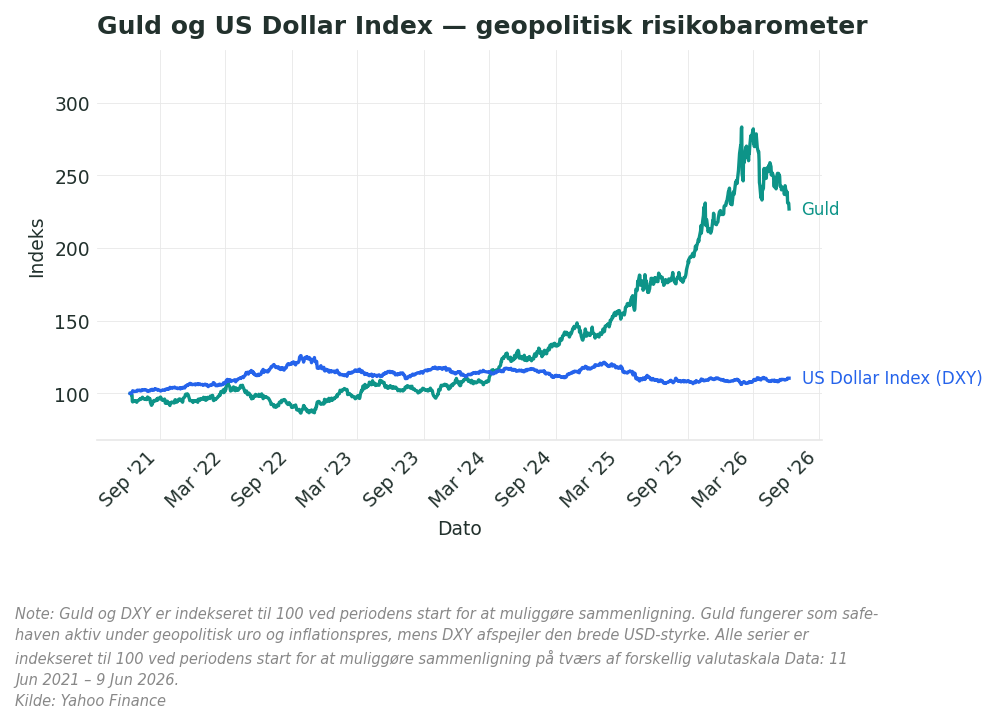 Guld og US Dollar Index — geopolitisk risikobarometer
300
250
200
150
100
Indeks
Guld
US Dollar Index (DXY)
Sep '21
Mar '22
Sep '22
Mar '23
Sep '23
Mar '24
Sep '24
Mar '25
Sep '25
Mar '26
Sep '26
Dato
Note: Guld og DXY er indekseret til 100 ved periodens start for at muliggøre sammenligning. Guld fungerer som safe-
haven aktiv under geopolitisk uro og inflationspres, mens DXY afspejler den brede USD-styrke. Alle serier er
indekseret til 100 ved periodens start for at muliggøre sammenligning på tværs af forskellig valutaskala Data: 11
Jun 2021 – 9 Jun 2026.
Kilde: Yahoo Finance